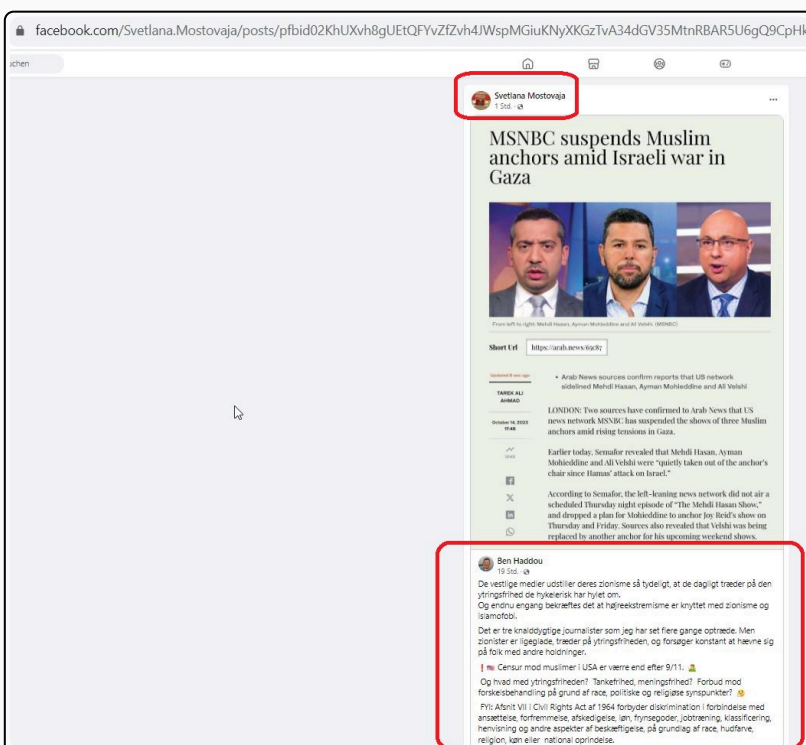 facebook.com/Svetlana.Mostovaja/posts/pfbid02KhUXvh8gUEtQFYvZfZvh4JWspMGiuKNyXKGzTvA34dGV35MtnRBAR5U6gQ9CpHk
uchen
Svetlana Mostovaja
1 Std. ·
MSNBC suspends Muslim
anchors amid Israeli war in
Gaza
From left to right: Mehdi Hasan, Ayman Mohieddine and Ali Velshi. (MSNBC)
Short Url https://arab.news/69c87
• Arab News sources confirm reports that US network
sidelined Mehdi Hasan, Ayman Mohieddine and Ali Velshi
TAREK ALI
AHMAD
October 14, 2023
17:48
LONDON: Two sources have confirmed to Arab News that US
news network MSNBC has suspended the shows of three Muslim
anchors amid rising tensions in Gaza.
Earlier today, Semafor revealed that Mehdi Hasan, Ayman
Mohieddine and Ali Velshi were “quietly taken out of the anchor’s
chair since Hamas’ attack on Israel.”
According to Semafor, the left-leaning news network did not air a
scheduled Thursday night episode of “The Mehdi Hasan Show,”
and dropped a plan for Mohieddine to anchor Joy Reid’s show on
Thursday and Friday. Sources also revealed that Velshi was being
replaced by another anchor for his upcoming weekend shows.
Ben Haddou
19 Std. ·
De vestlige medier udstiller deres zionisme så tydeligt, at de dagligt træder på den
ytringsfrihed de hykelerisk har hylet om.
Og endnu engang bekræftes det at højreekstremisme er knyttet med zionisme og
islamofobi.
Det er tre knalddygtige journalister som jeg har set flere gange optræde. Men
zionister er ligeglade, træder på ytringsfriheden, og forsøger konstant at hævne sig
på folk med andre holdninger.
❗🇺🇸 Censur mod muslimer i USA er værre end efter 9/11.
Og hvad med ytringsfriheden? Tankefrihed, meningsfrihed? Forbud mod
forskelsbehandling på grund af race, politiske og religiøse synspunkter?
FYI: Afsnit VII i Civil Rights Act af 1964 forbyder diskrimination i forbindelse med
ansættelse, forfremmelse, afskedigelse, løn, frynsegoder, jobtræning, klassificering,
henvisning og andre aspekter af beskæftigelse, på grundlag af race, hudfarve,
religion, køn eller national oprindelse.